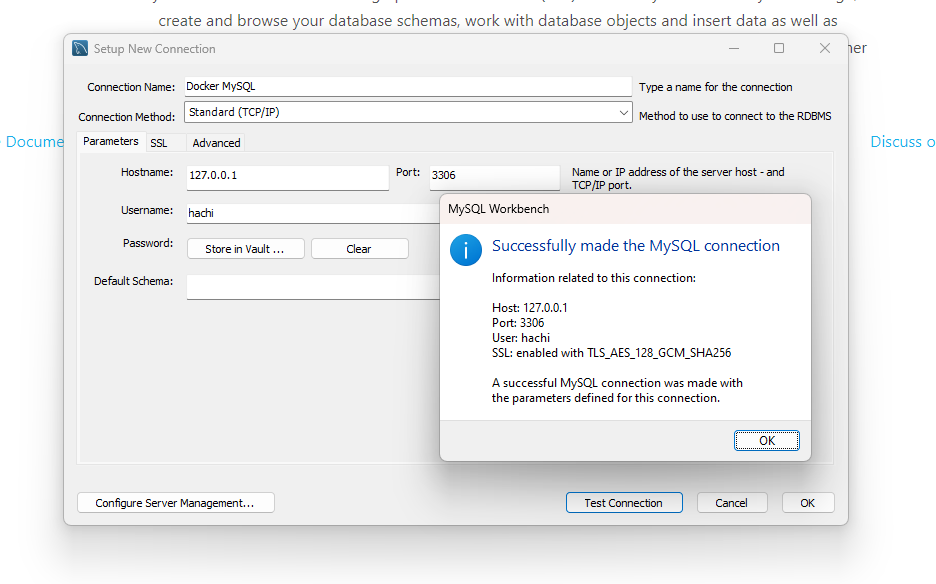 create and browse your database schemas, work with database objects and insert data as well as
Setup New Connection
Connection Name: Docker MySQL Type a name for the connection
Connection Method: Standard (TCP/IP) Method to use to connect to the RDBMS
Docume
Discuss o
Parameters SSL Advanced
Hostname: 127.0.0.1 Port: 3306 Name or IP address of the server host - and
TCP/IP port.
Username: hachi
Password: Store in Vault ... Clear
Default Schema:
MySQL Workbench
Successfully made the MySQL connection
Information related to this connection:
Host: 127.0.0.1
Port: 3306
User: hachi
SSL: enabled with TLS_AES_128_GCM_SHA256
A successful MySQL connection was made with
the parameters defined for this connection.
OK
Configure Server Management... Test Connection Cancel OK